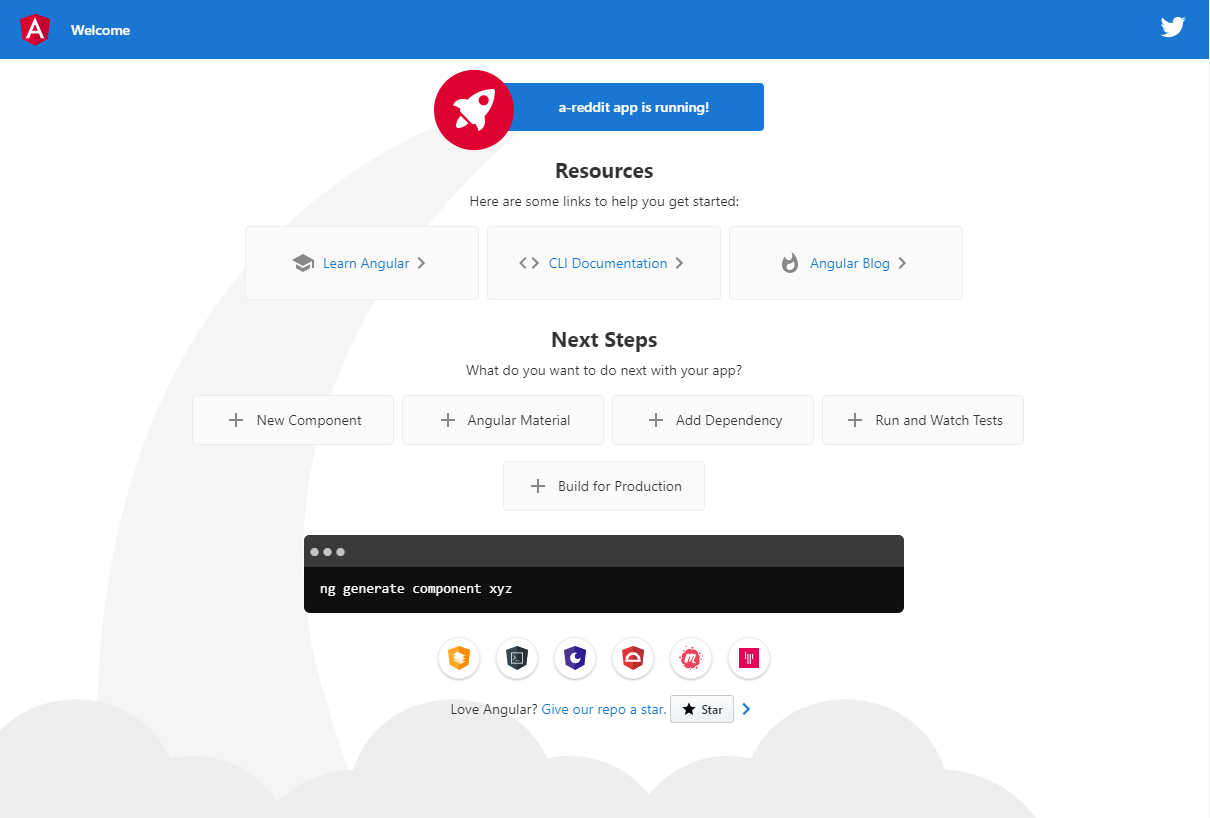 Welcome
a-reddit app is running!
Resources
Here are some links to help you get started:
Learn Angular
CLI Documentation
Angular Blog
Next Steps
What do you want to do next with your app?
New Component
Angular Material
Add Dependency
Run and Watch Tests
Build for Production
ng generate component xyz
Love Angular? Give our repo a star. Star